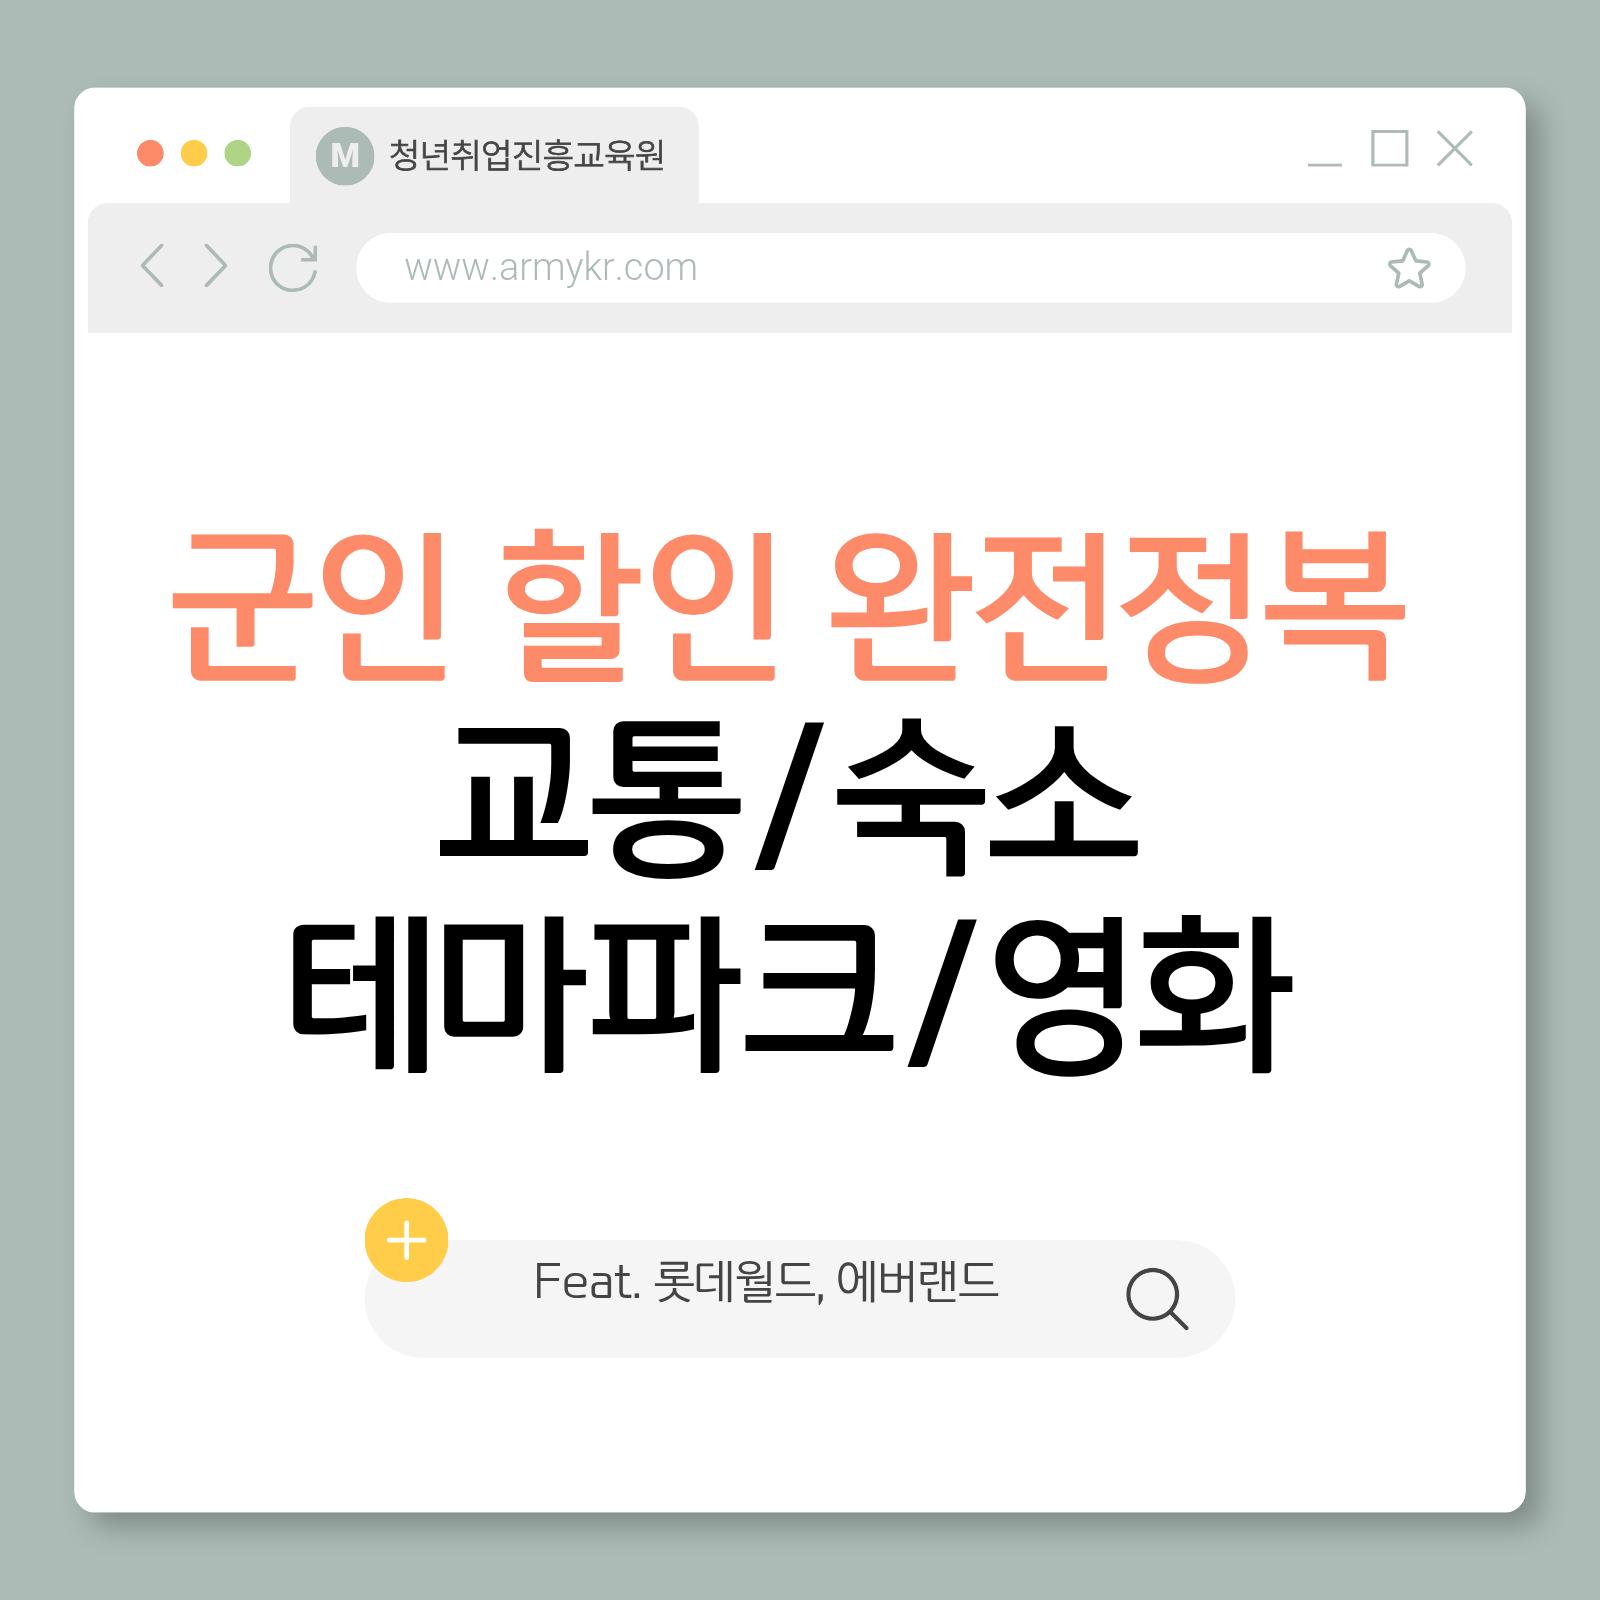 M 청년취업진흥교육원
www.armykr.com
군인 할인 완전정복
교통/숙소
테마파크/영화
Feat. 롯데월드, 에버랜드